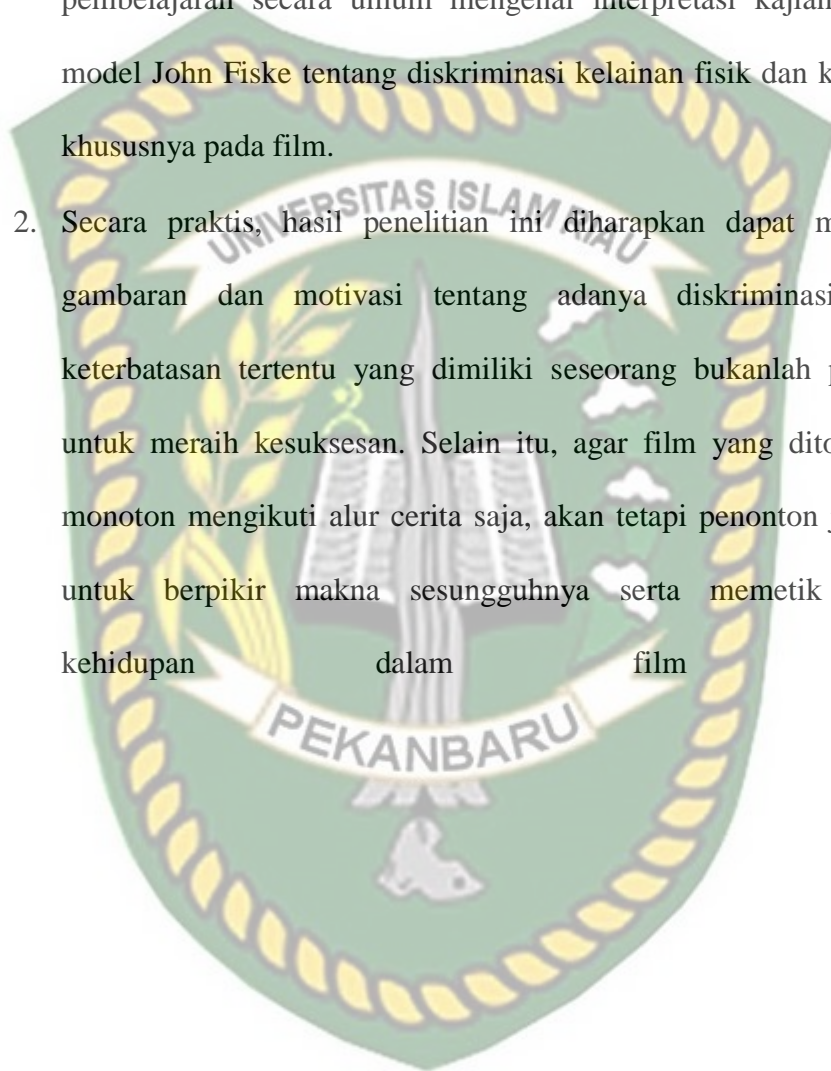 pembelajaran secara umum mengenai interpretasi kajian
model John Fiske tentang diskriminasi kelainan fisik dan
khususnya pada film.
2. Secara praktis, hasil penelitian ini diharapkan dapat
gambaran dan motivasi tentang adanya diskriminasi
keterbatasan tertentu yang dimiliki seseorang bukanlah
untuk meraih kesuksesan. Selain itu, agar film yang
monoton mengikuti alur cerita saja, akan tetapi penonton
untuk berpikir makna sesungguhnya serta memetik
kehidupan dalam film
UNIVERSITAS ISLAM RIAU
PEKANBARU